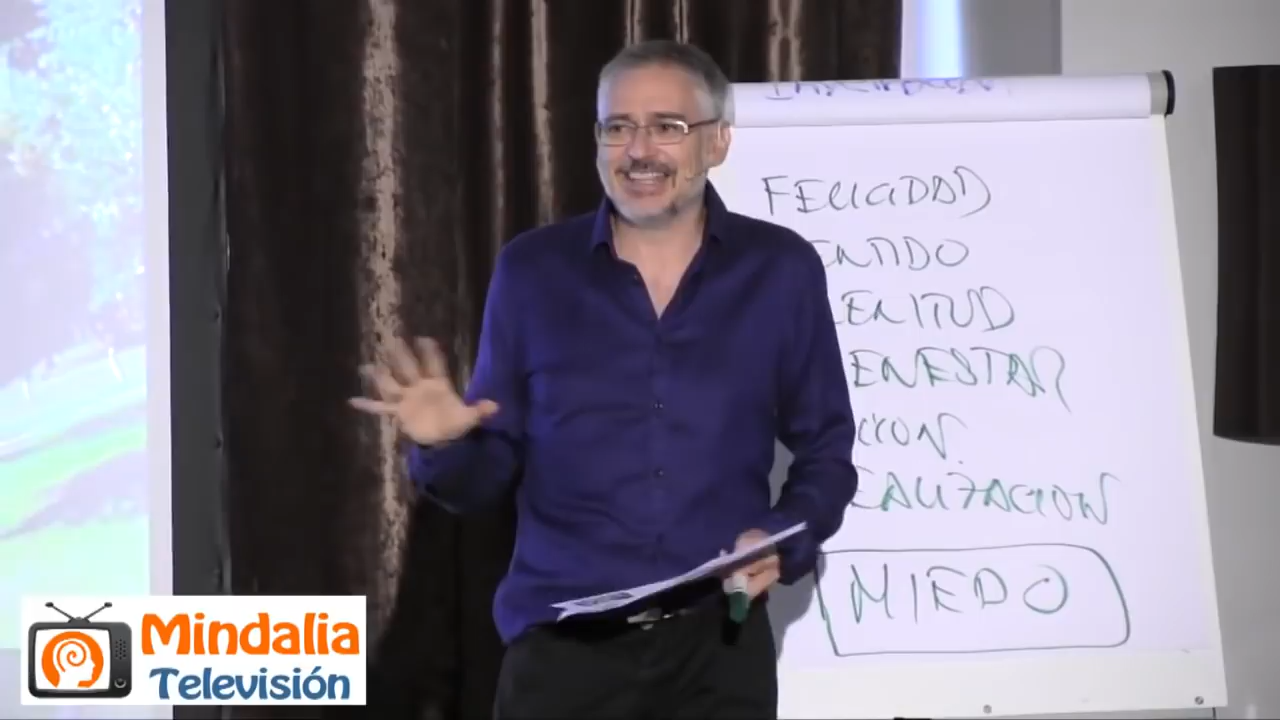 FELICIDAD
ENTIDO
LENITUD
ENESTAR
CCION.
EALIZACION
MIEDO
Mindalia
Televisión